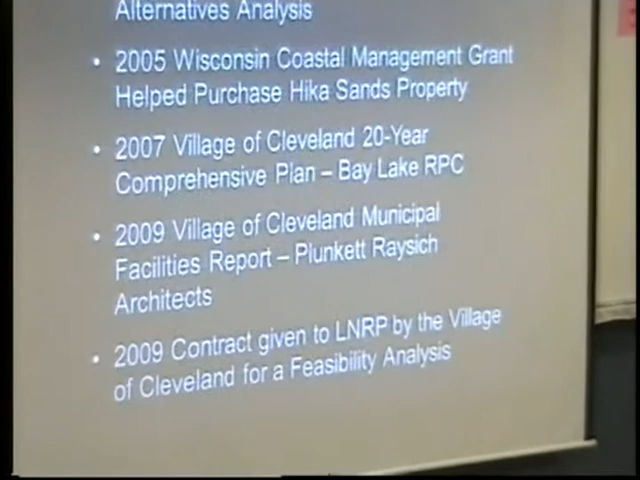 Alternatives Analysis
• 2005 Wisconsin Coastal Management Grant
Helped Purchase Hika Sands Property
• 2007 Village of Cleveland 20-Year
Comprehensive Plan – Bay Lake RPC
• 2009 Village of Cleveland Municipal
Facilities Report – Plunkett Raysich
Architects
• 2009 Contract given to LNRP by the Village
of Cleveland for a Feasibility Analysis